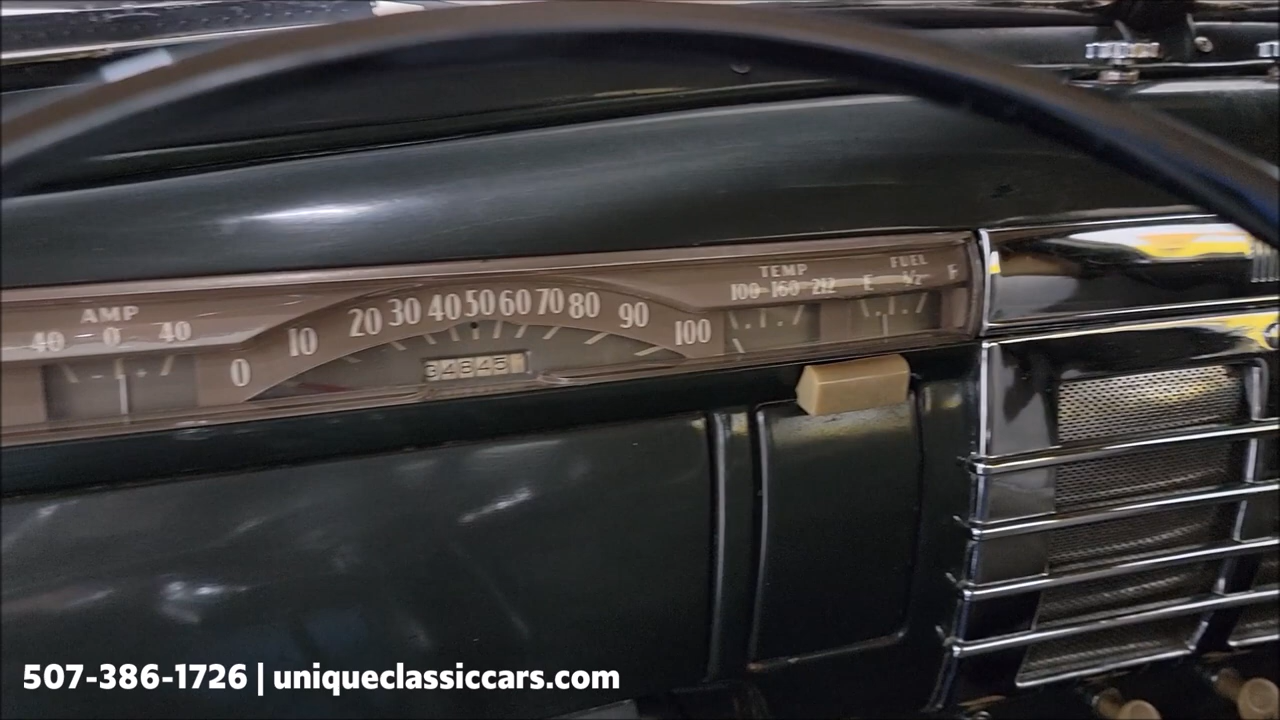 AMP
40 0 40
0 10 20 30 40 50 60 70 80 90 100
TEMP
100 160 212
FUEL
E 1/2 F
507-386-1726 | uniqueclassiccars.com